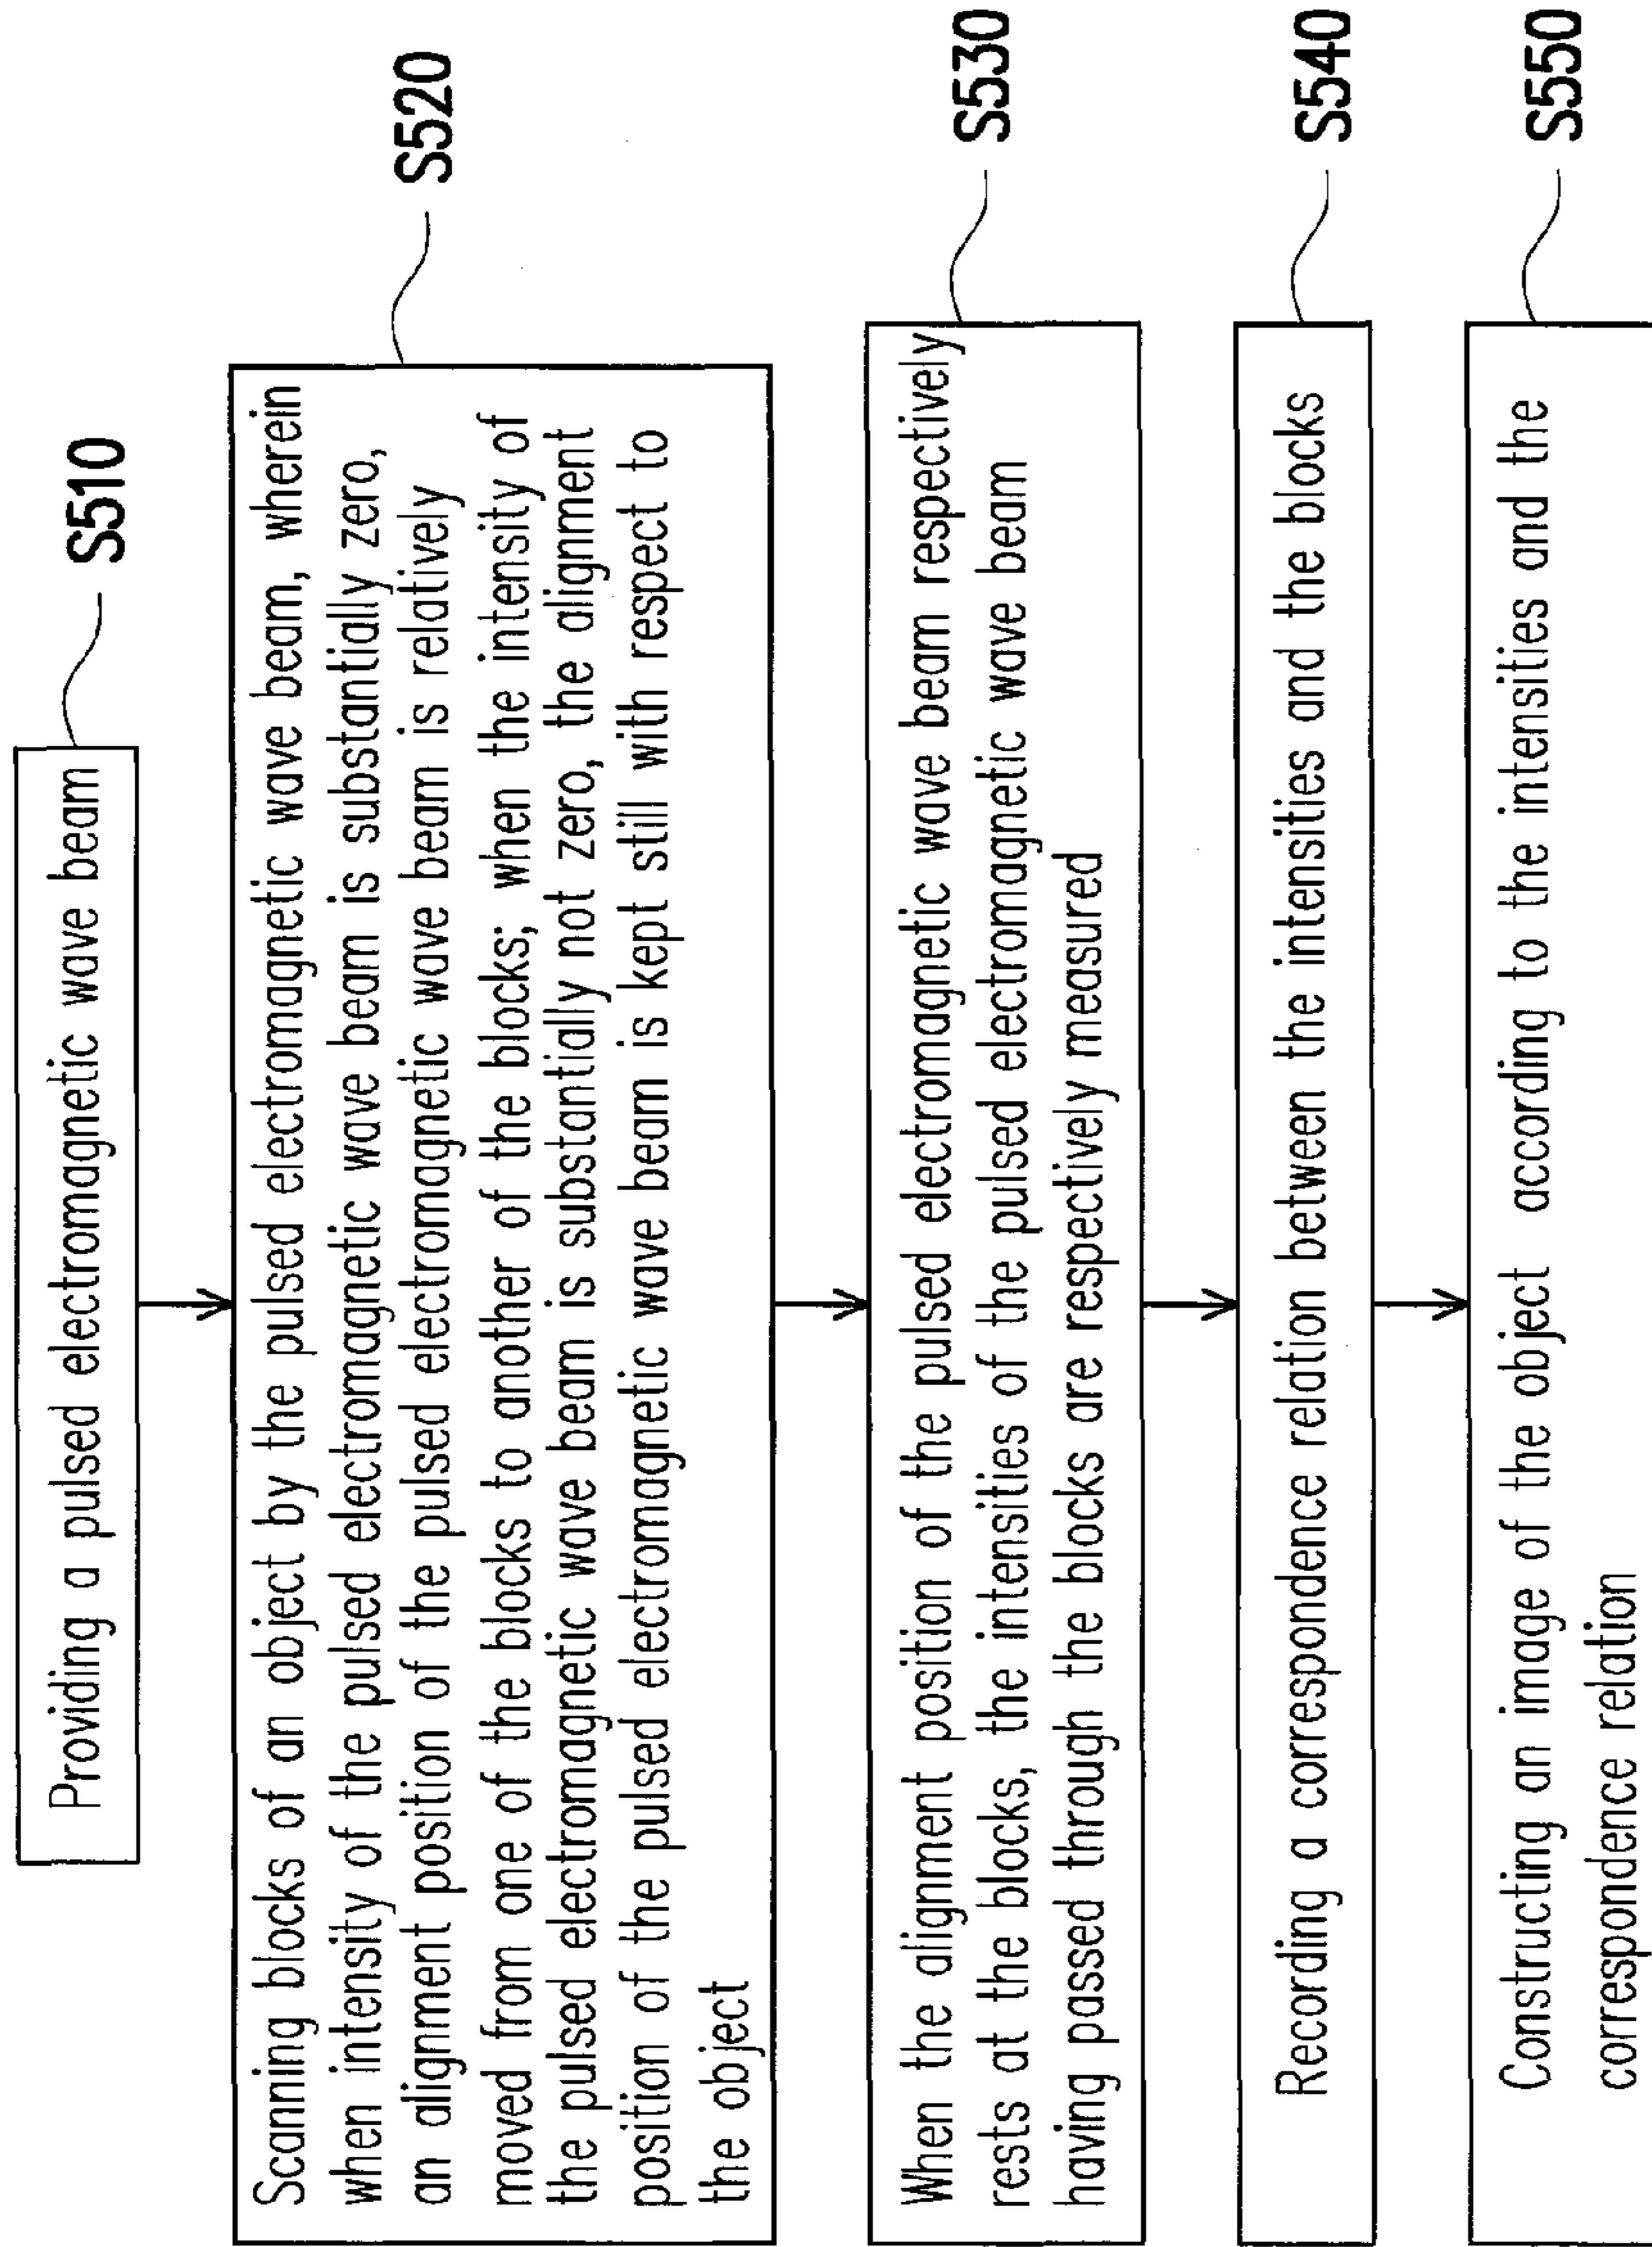 Providing a pulsed electromagnetic wave beam
S510
Scanning blocks of an object by the pulsed electromagnetic wave beam, wherein
when intensity of the pulsed electromagnetic wave beam is substantially zero,
an alignment position of the pulsed electromagnetic wave beam is relatively
moved from one of the blocks to another of the blocks; when the intensity of
the pulsed electromagnetic wave beam is substantially not zero, the alignment
position of the pulsed electromagnetic wave beam is kept still with respect to
the object
S520
When the alignment position of the pulsed electromagnetic wave beam respectively
rests at the blocks, the intensities of the pulsed electromagnetic wave beam
having passed through the blocks are respectively measured
S530
Recording a correspondence relation between the intensities and the blocks
S540
Constructing an image of the object according to the intensities and the
correspondence relation
S550